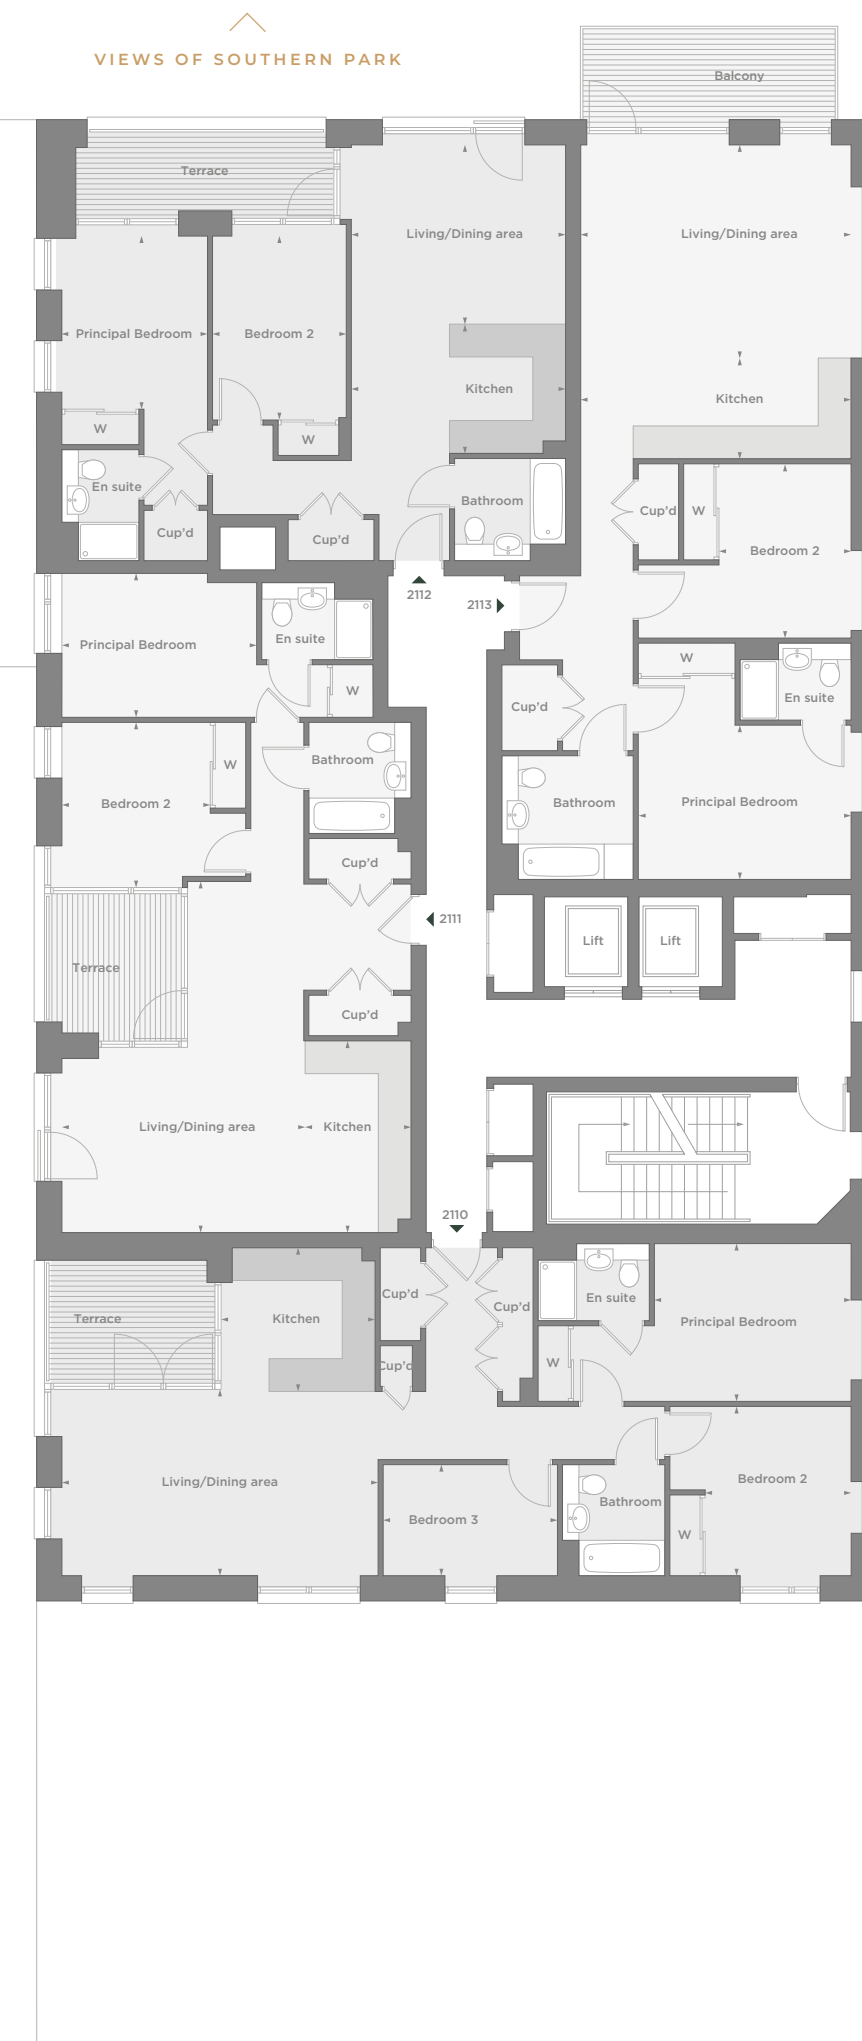 VIEWS OF SOUTHERN PARK
Balcony
Terrace
Living/Dining area
Living/Dining area
Principal Bedroom
Bedroom 2
Kitchen
Kitchen
W
W
En suite
Bathroom
Cup'd
W
Cup'd
Cup'd
Bedroom 2
2112
2113
Principal Bedroom
En suite
W
W
En suite
Cup'd
Bathroom
W
Bedroom 2
Bathroom
Principal Bedroom
Cup'd
2111
Lift
Lift
Terrace
Cup'd
Living/Dining area
Kitchen
2110
Terrace
Kitchen
Cup'd
Cup'd
En suite
Principal Bedroom
W
Cup'd
Living/Dining area
Bedroom 3
Bathroom
Bedroom 2
W